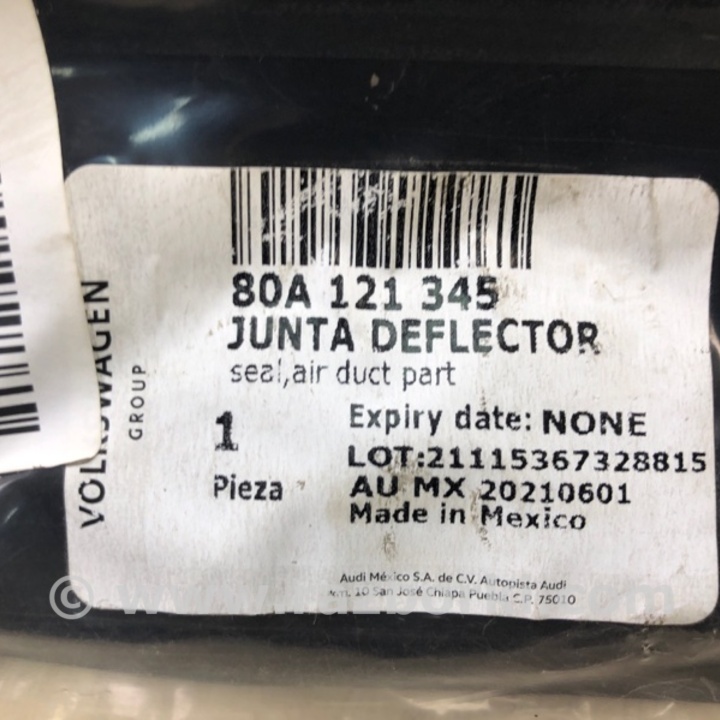 80A 121 345
JUNTA DEFLECTOR
seal,air duct part
VOLKSWAGEN
GROUP
1
Pieza
Expiry date: NONE
LOT:21115367328815
AU MX 20210601
Made in Mexico
Audi México S.A. de C.V. Autopista Audi
10 San José Chiapa Puebla C.P. 75010
©